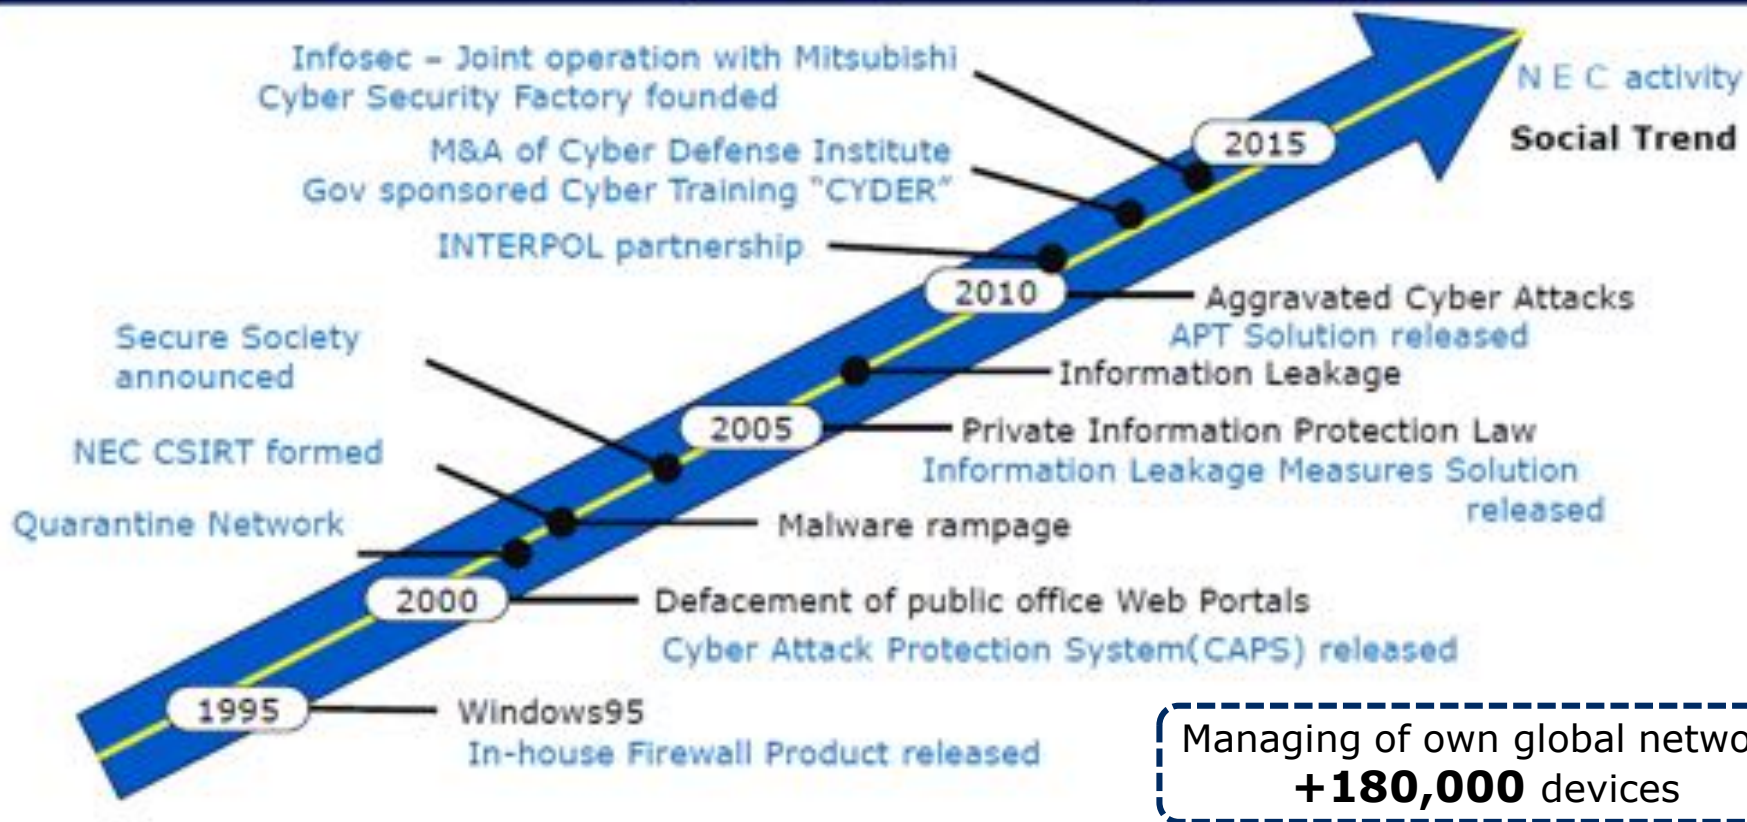 Infosec – Joint operation with Mitsubishi
Cyber Security Factory founded
N E C activity
Social Trend
2015
M&A of Cyber Defense Institute
Gov sponsored Cyber Training "CYDER"
INTERPOL partnership
2010
Aggravated Cyber Attacks
APT Solution released
Secure Society
announced
Information Leakage
2005
Private Information Protection Law
Information Leakage Measures Solution
released
NEC CSIRT formed
Quarantine Network
Malware rampage
2000
Defacement of public office Web Portals
Cyber Attack Protection System(CAPS) released
1995
Windows95
In-house Firewall Product released
Managing of own global netwo
+180,000 devices